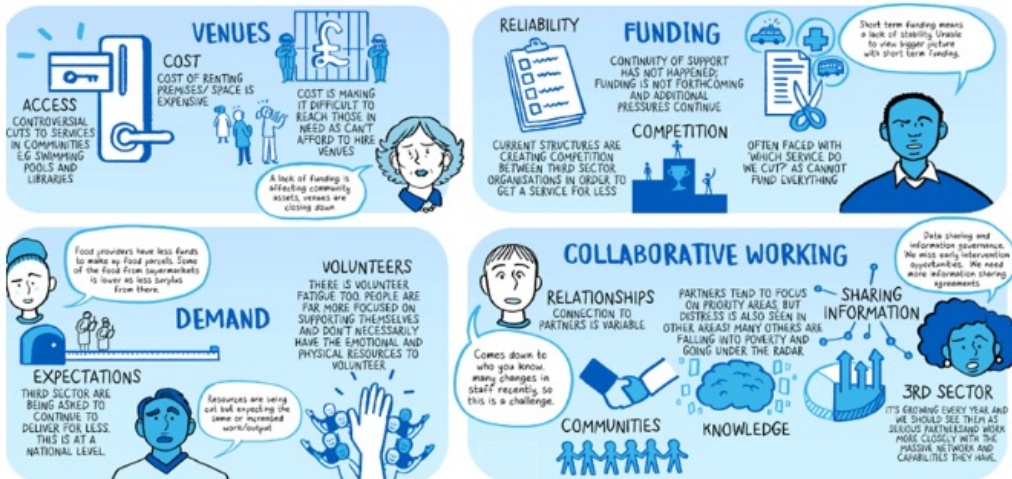 VENUES
ACCESS
CONTROVERSIAL
CUTS TO SERVICES
IN COMMUNITIES
E.G SWIMMING
POOLS AND
LIBRARIES
COST
COST OF RENTING
PREMISES/ SPACE IS
EXPENSIVE
£
COST IS MAKING
IT DIFFICULT TO
REACH THOSE IN
NEED AS CAN'T
AFFORD TO HIRE
VENUES
A lack of funding is
affecting community
assets, venues are
closing down
FUNDING
RELIABILITY
CONTINUITY OF SUPPORT
HAS NOT HAPPENED;
FUNDING IS NOT FORTHCOMING
AND ADDITIONAL
PRESSURES CONTINUE
COMPETITION
CURRENT STRUCTURES ARE
CREATING COMPETITION
BETWEEN THIRD SECTOR
ORGANISATIONS IN ORDER TO
GET A SERVICE FOR LESS
OFTEN FACED WITH
'WHICH SERVICE DO
WE CUT?' AS CANNOT
FUND EVERYTHING
Short term funding means
a lack of stability. Unable
to view bigger picture
with short term funding.
DEMAND
Food providers have less funds
to make up food parcels. Some
of the food from supermarkets
is lower as less surplus
from there.
EXPECTATIONS
THIRD SECTOR
ARE BEING
ASKED TO
CONTINUE TO
DELIVER FOR LESS.
THIS IS AT A
NATIONAL LEVEL.
Resources are being
cut but expecting the
same or increased
work/output
VOLUNTEERS
THERE IS VOLUNTEER
FATIGUE TOO. PEOPLE ARE
FAR MORE FOCUSED ON
SUPPORTING THEMSELVES
AND DON'T NECESSARILY
HAVE THE EMOTIONAL AND
PHYSICAL RESOURCES TO
VOLUNTEER
COLLABORATIVE WORKING
RELATIONSHIPS
CONNECTION TO
PARTNERS IS VARIABLE
Comes down to
who you know.
many changes in
staff recently, so
this is a challenge.
COMMUNITIES
PARTNERS TEND TO FOCUS
ON PRIORITY AREAS, BUT
DISTRESS IS ALSO SEEN IN
OTHER AREAS! MANY OTHERS ARE
FALLING INTO POVERTY AND
GOING UNDER THE RADAR
KNOWLEDGE
SHARING
INFORMATION
Data sharing and
information governance.
We miss early intervention
opportunities. We need
more information sharing
agreements
3RD SECTOR
IT'S GROWING EVERY YEAR AND
WE SHOULD SEE THEM AS
SERIOUS PARTNERSAND WORK
MORE CLOSELY WITH THE
MASSIVE NETWORK AND
CAPABILITIES THEY HAVE.